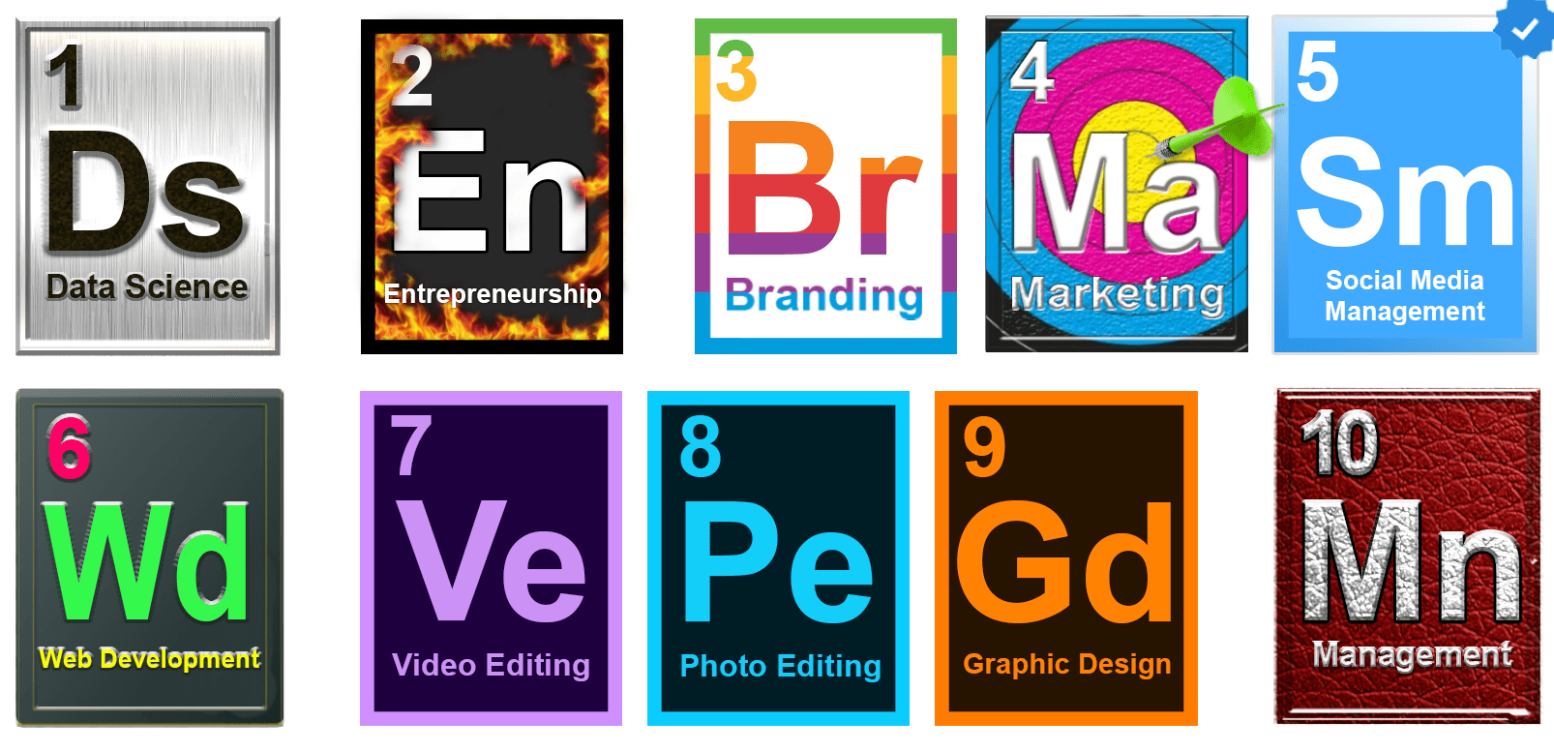 1
Ds
Data Science
2
En
Entrepreneurship
3
Br
Branding
4
Ma
Marketing
5
Sm
Social Media
Management
6
Wd
Web Development
7
Ve
Video Editing
8
Pe
Photo Editing
9
Gd
Graphic Design
10
Mn
Management